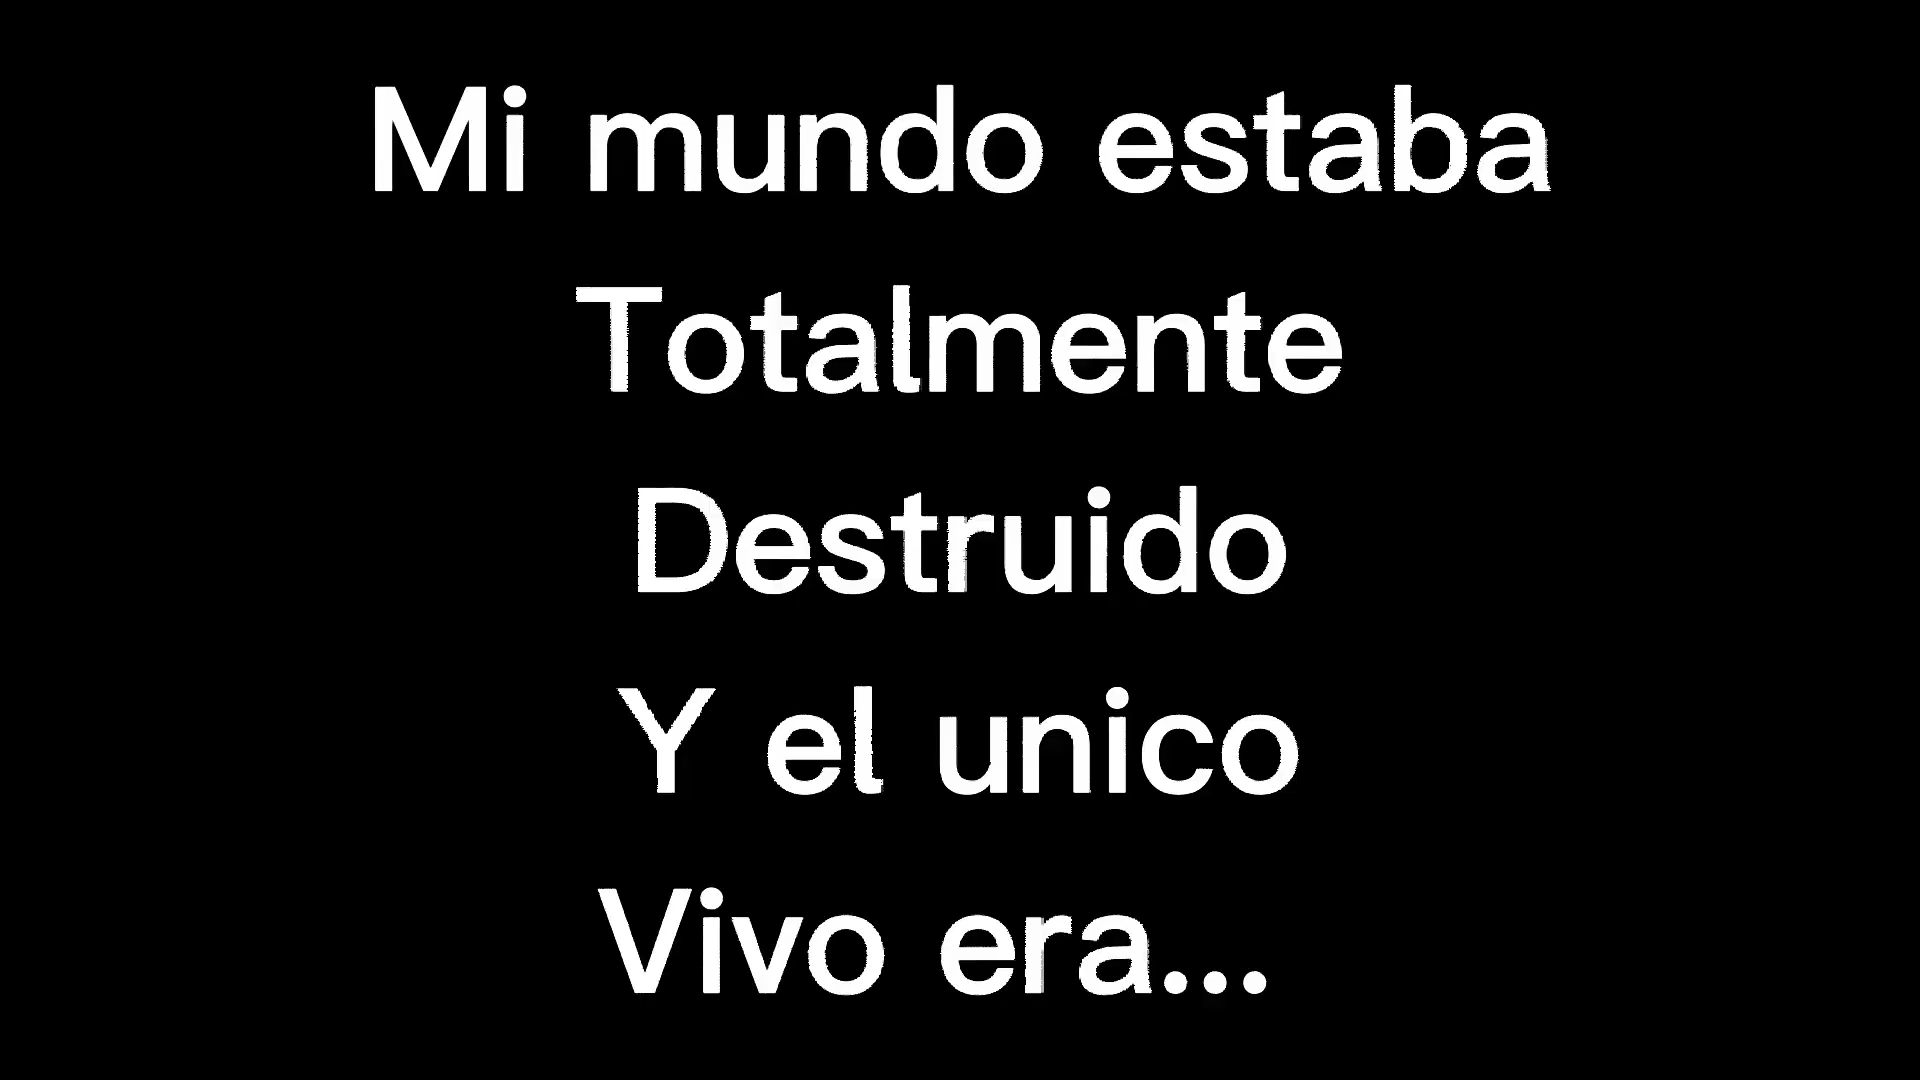 Mi mundo estaba
Totalmente
Destruido
Y el unico
Vivo era...